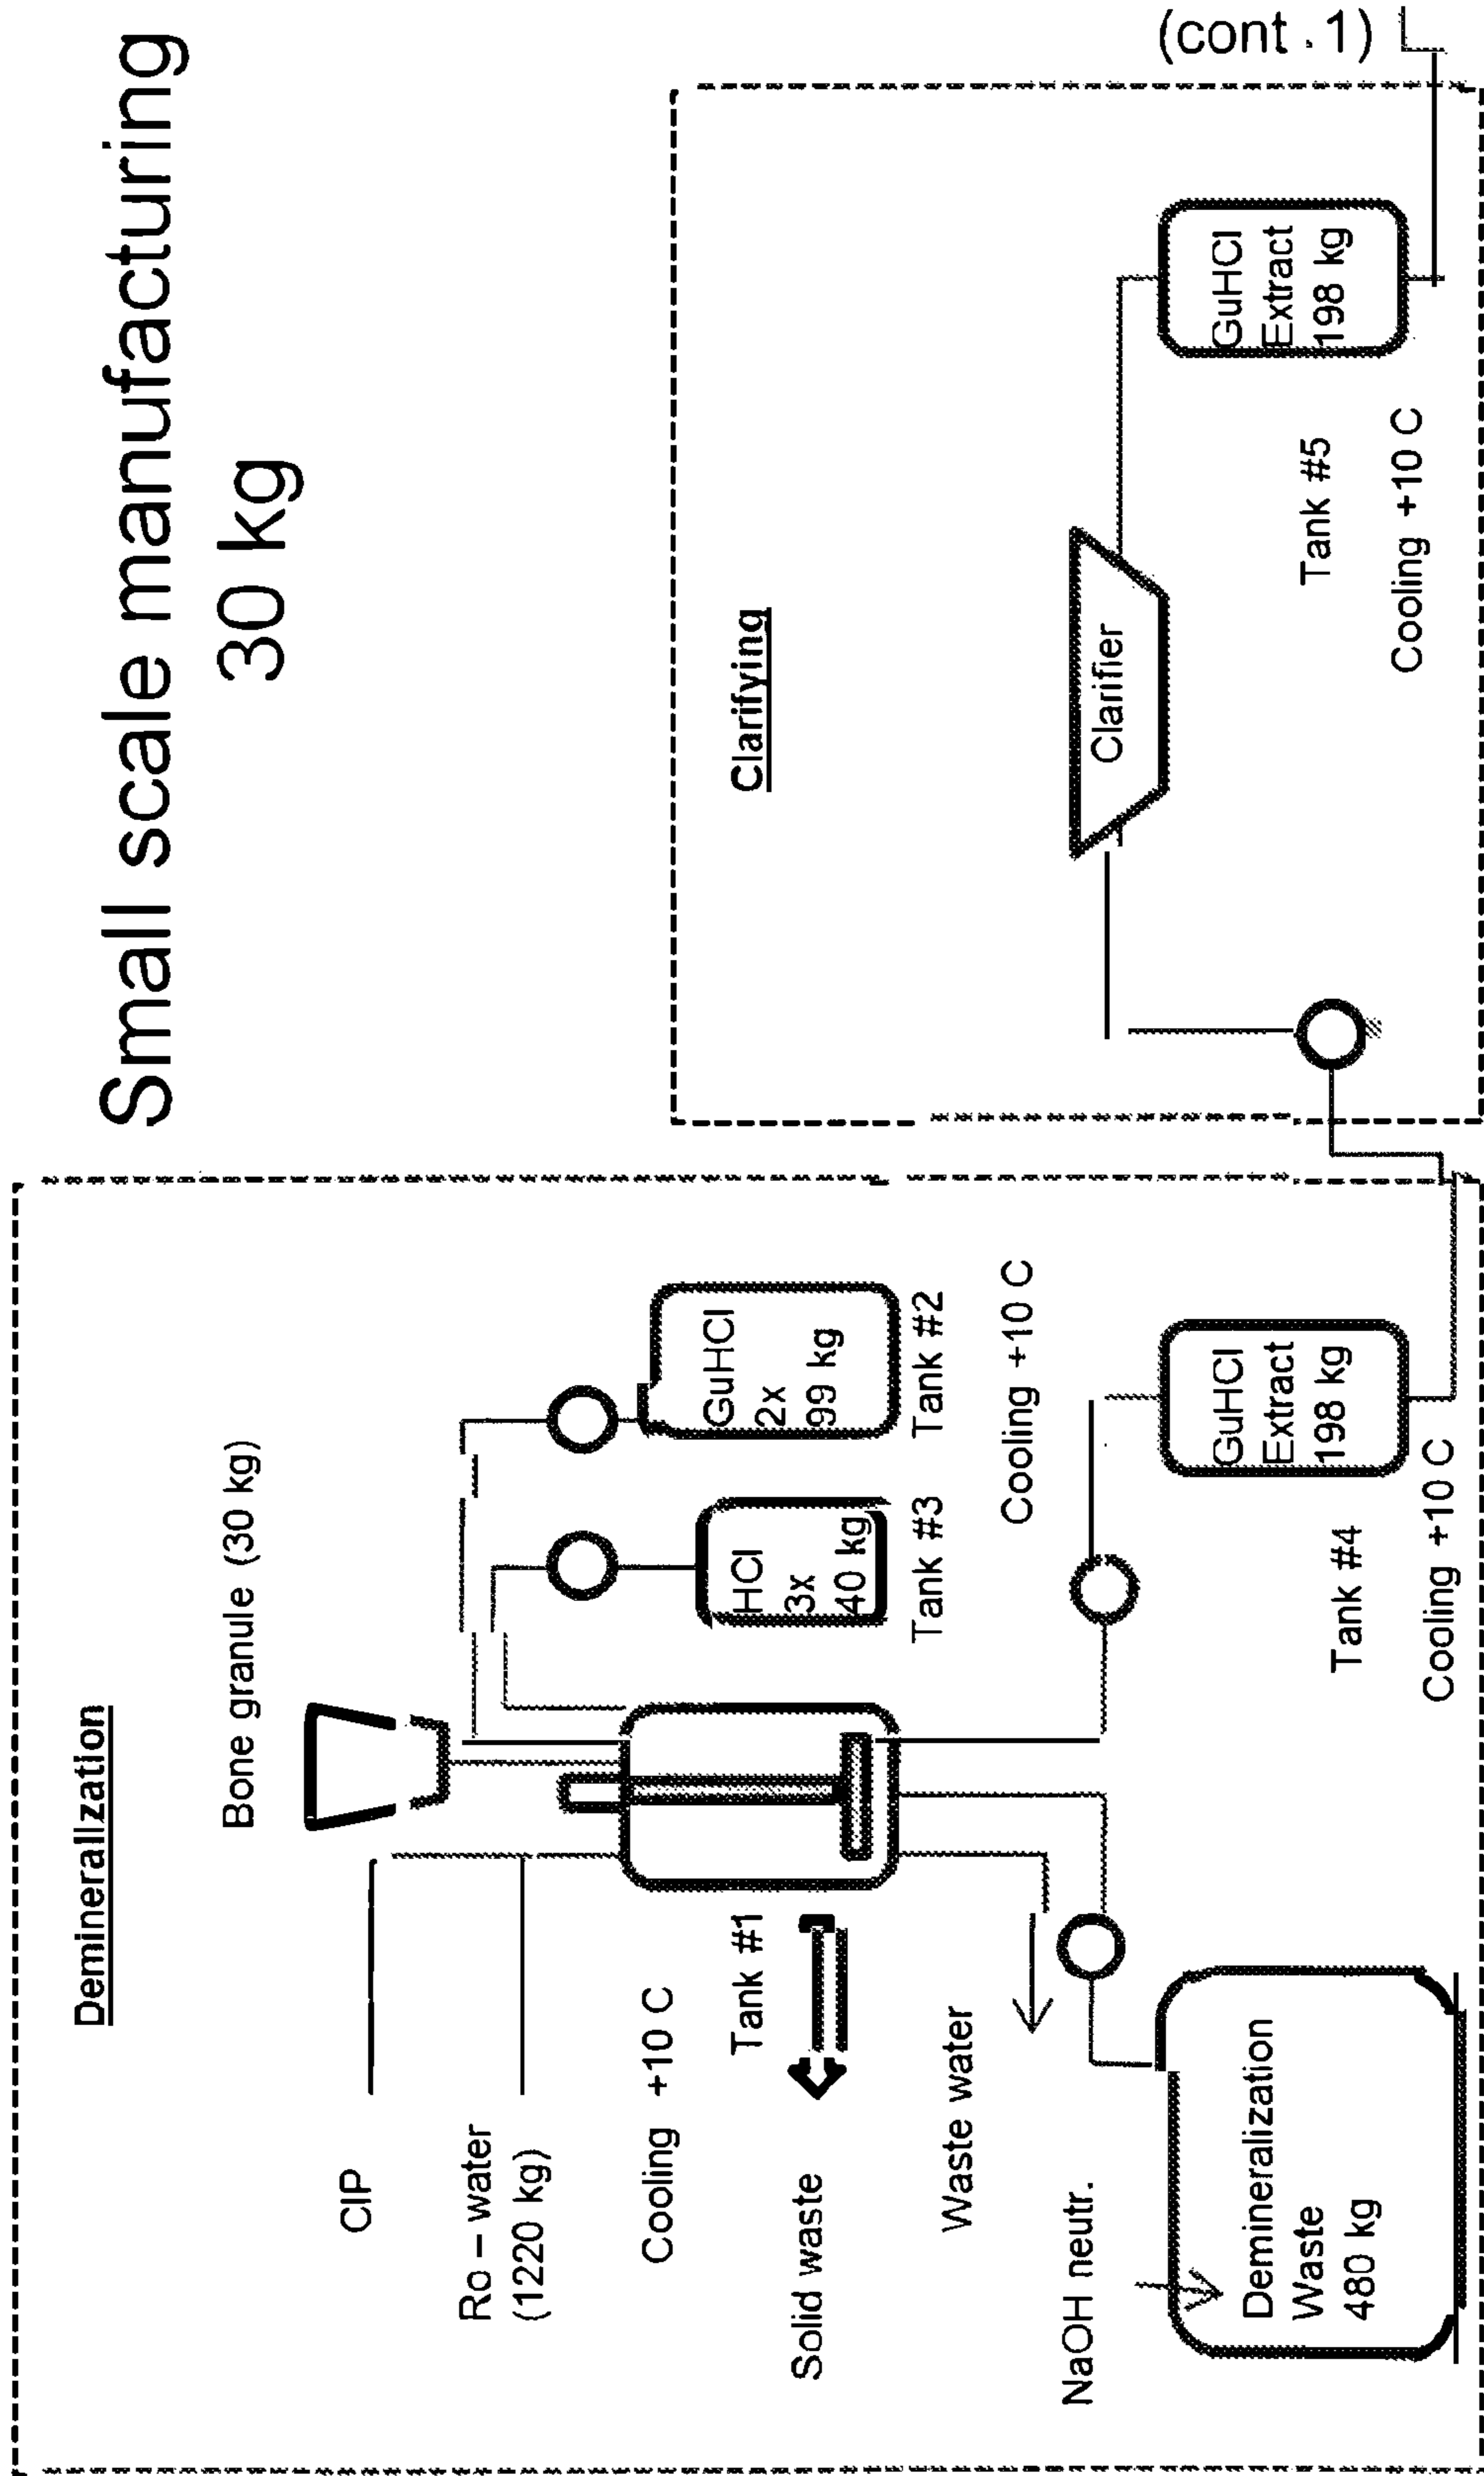 Small scale manufacturing
30 kg
Demineralization
Bone granule (30 kg)
CIP
Ro – water
(1220 kg)
Cooling +10 C
Tank #1
Solid waste
Waste water
NaOH neutr.
Demineralization
Waste
480 kg
HCl
3x
40 kg
Tank #3
GuHCl
2x
99 kg
Tank #2
Cooling +10 C
GuHCl
Extract
198 kg
Tank #4
Cooling +10 C
Clarifying
Clarifier
GuHCl
Extract
198 kg
Tank #5
Cooling +10 C
(cont . 1)